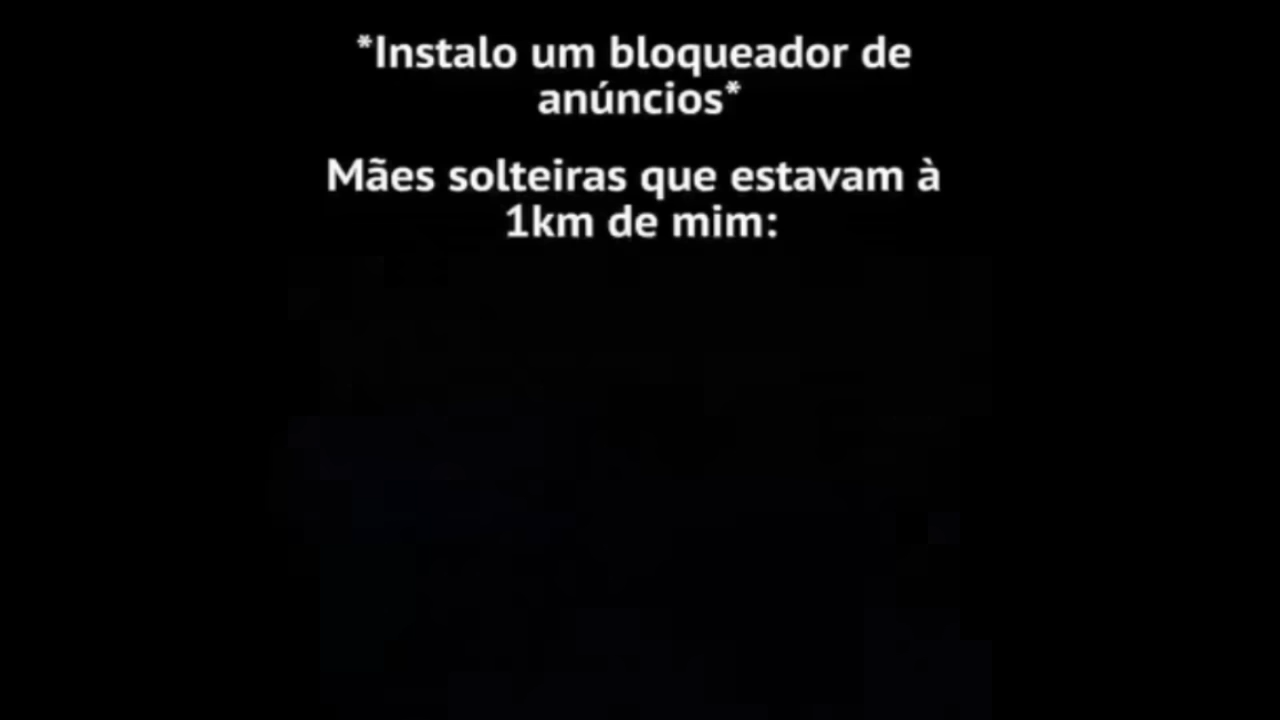 *Instalo um bloqueador de
anúncios*
Mães solteiras que estavam à
1km de mim: